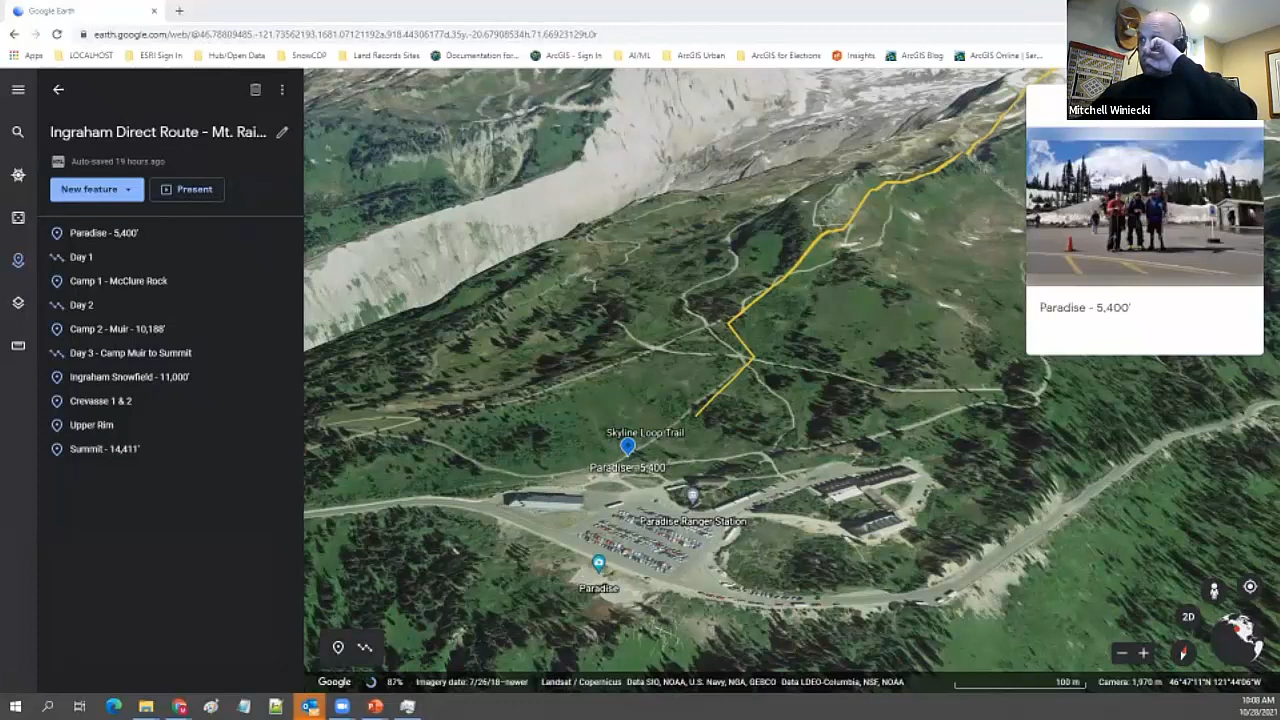 Google Earth
earth.google.com/web/@46.78809485,-121.73562193,1681.07121192a,918.44306177d,35y,-20.67908534h,71.66923129t,0r
Apps LOCALHOST ESRI Sign In Hub/Open Data SnowCOP Land Records Sites Documentation for... ArcGIS - Sign In AI/ML ArcGIS Urban ArcGIS for Elections Insights ArcGIS Blog ArcGIS Online | Ser...
Mitchell Winiecki
Ingraham Direct Route - Mt. Rai...
Auto-saved 19 hours ago
New feature
Present
Paradise - 5,400'
Day 1
Camp 1 - McClure Rock
Day 2
Camp 2 - Muir - 10,188'
Day 3 - Camp Muir to Summit
Ingraham Snowfield - 11,000'
Crevasse 1 & 2
Upper Rim
Summit - 14,411'
Paradise - 5,400'
Skyline Loop Trail
Paradise - 5,400
Paradise Ranger Station
Paradise
2D
Google 87% Imagery date: 7/26/18-newer Landsat / Copernicus Data SIO, NOAA, U.S. Navy, NGA, GEBCO Data LDEO-Columbia, NSF, NOAA 100 m Camera: 1,970 m 46°47'11"N 121°44'06"W
10:08 AM
10/28/2021